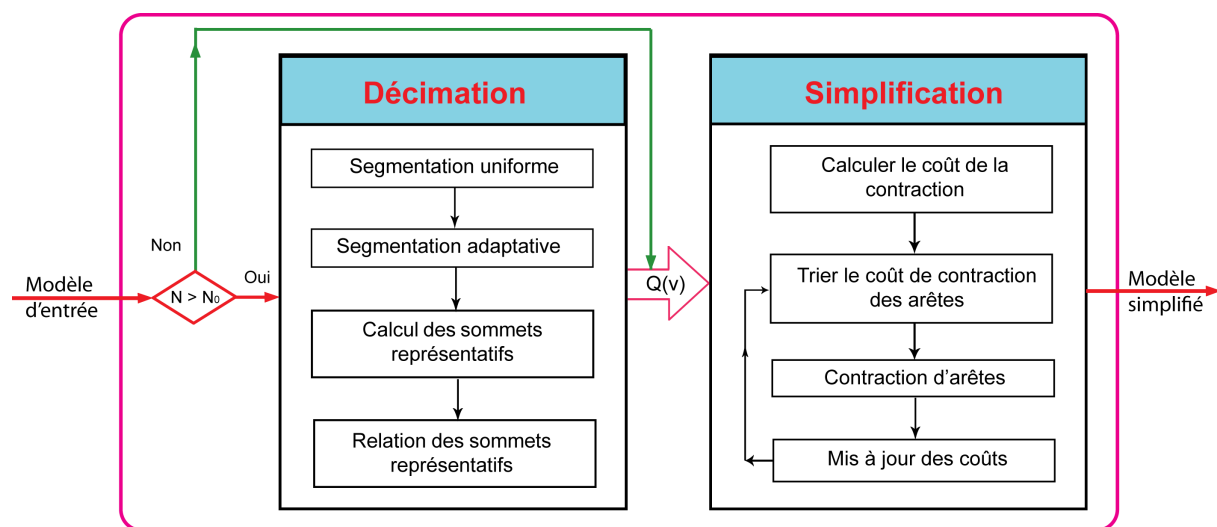 Modèle
d'entrée
N > N₀
Non
Oui
Décimation
Segmentation uniforme
Segmentation adaptative
Calcul des sommets
représentatifs
Relation des sommets
représentatifs
Q(v)
Simplification
Calculer le coût de la
contraction
Trier le coût de contraction
des arêtes
Contraction d'arêtes
Mis à jour des coûts
Modèle
simplifié